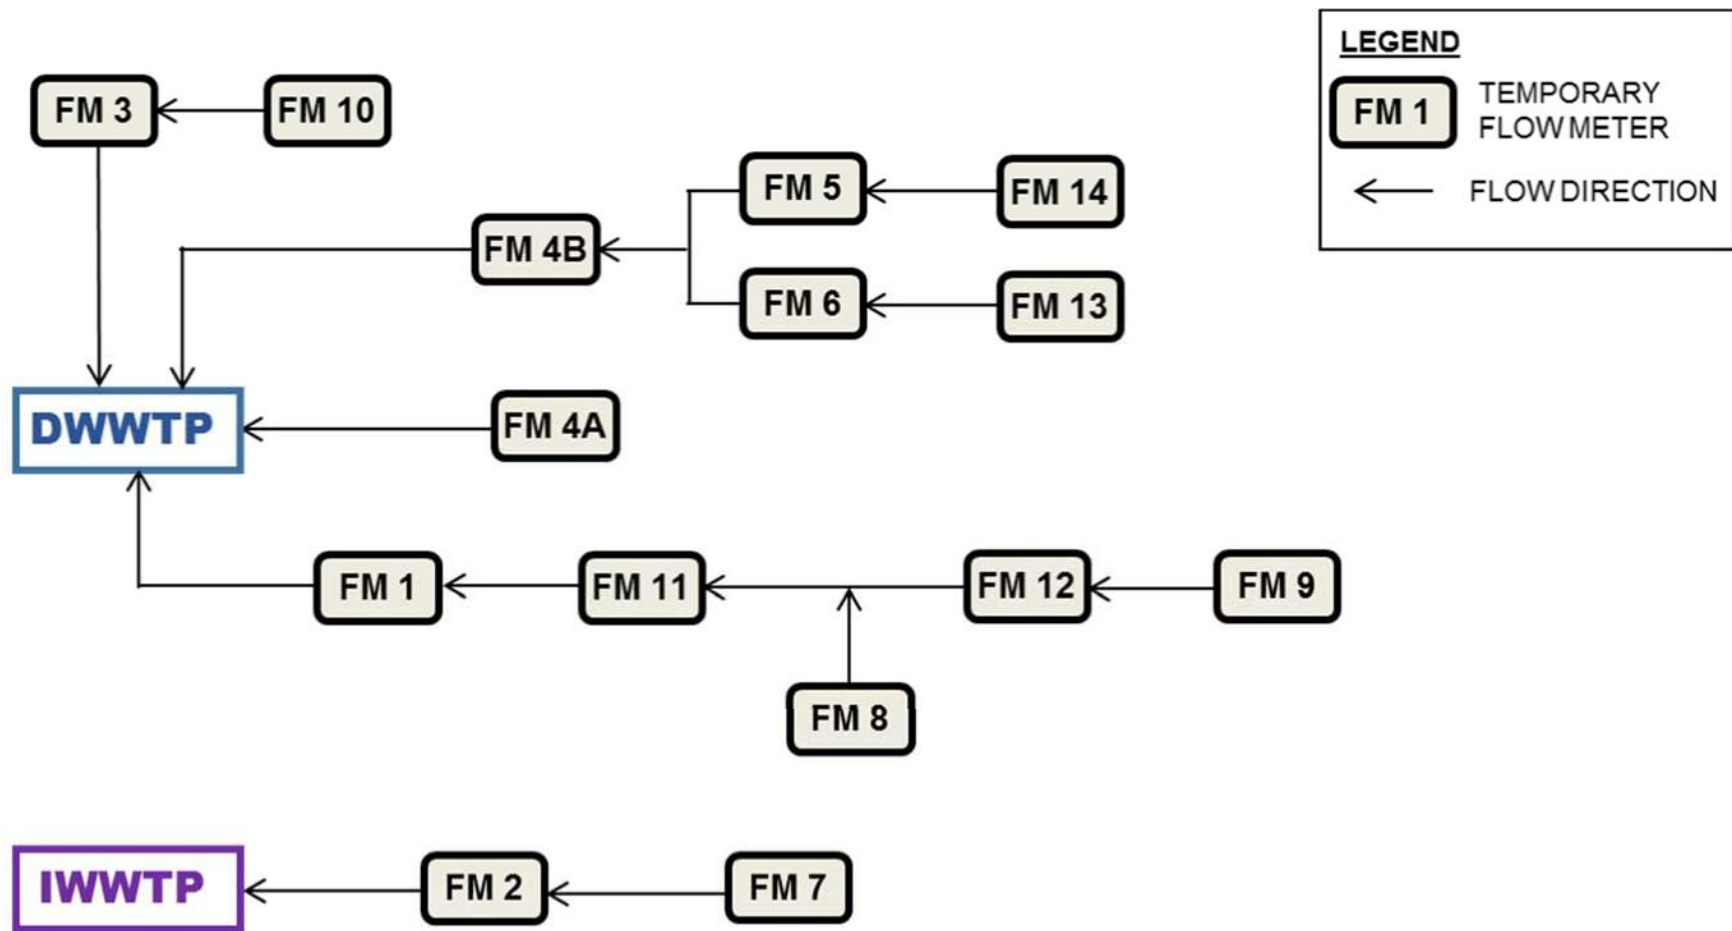 LEGEND
FM 1
TEMPORARY
FLOW METER
FLOW DIRECTION
FM 3
FM 10
FM 5
FM 14
FM 4B
FM 6
FM 13
DWWTP
FM 4A
FM 1
FM 11
FM 12
FM 9
FM 8
IWWTP
FM 2
FM 7